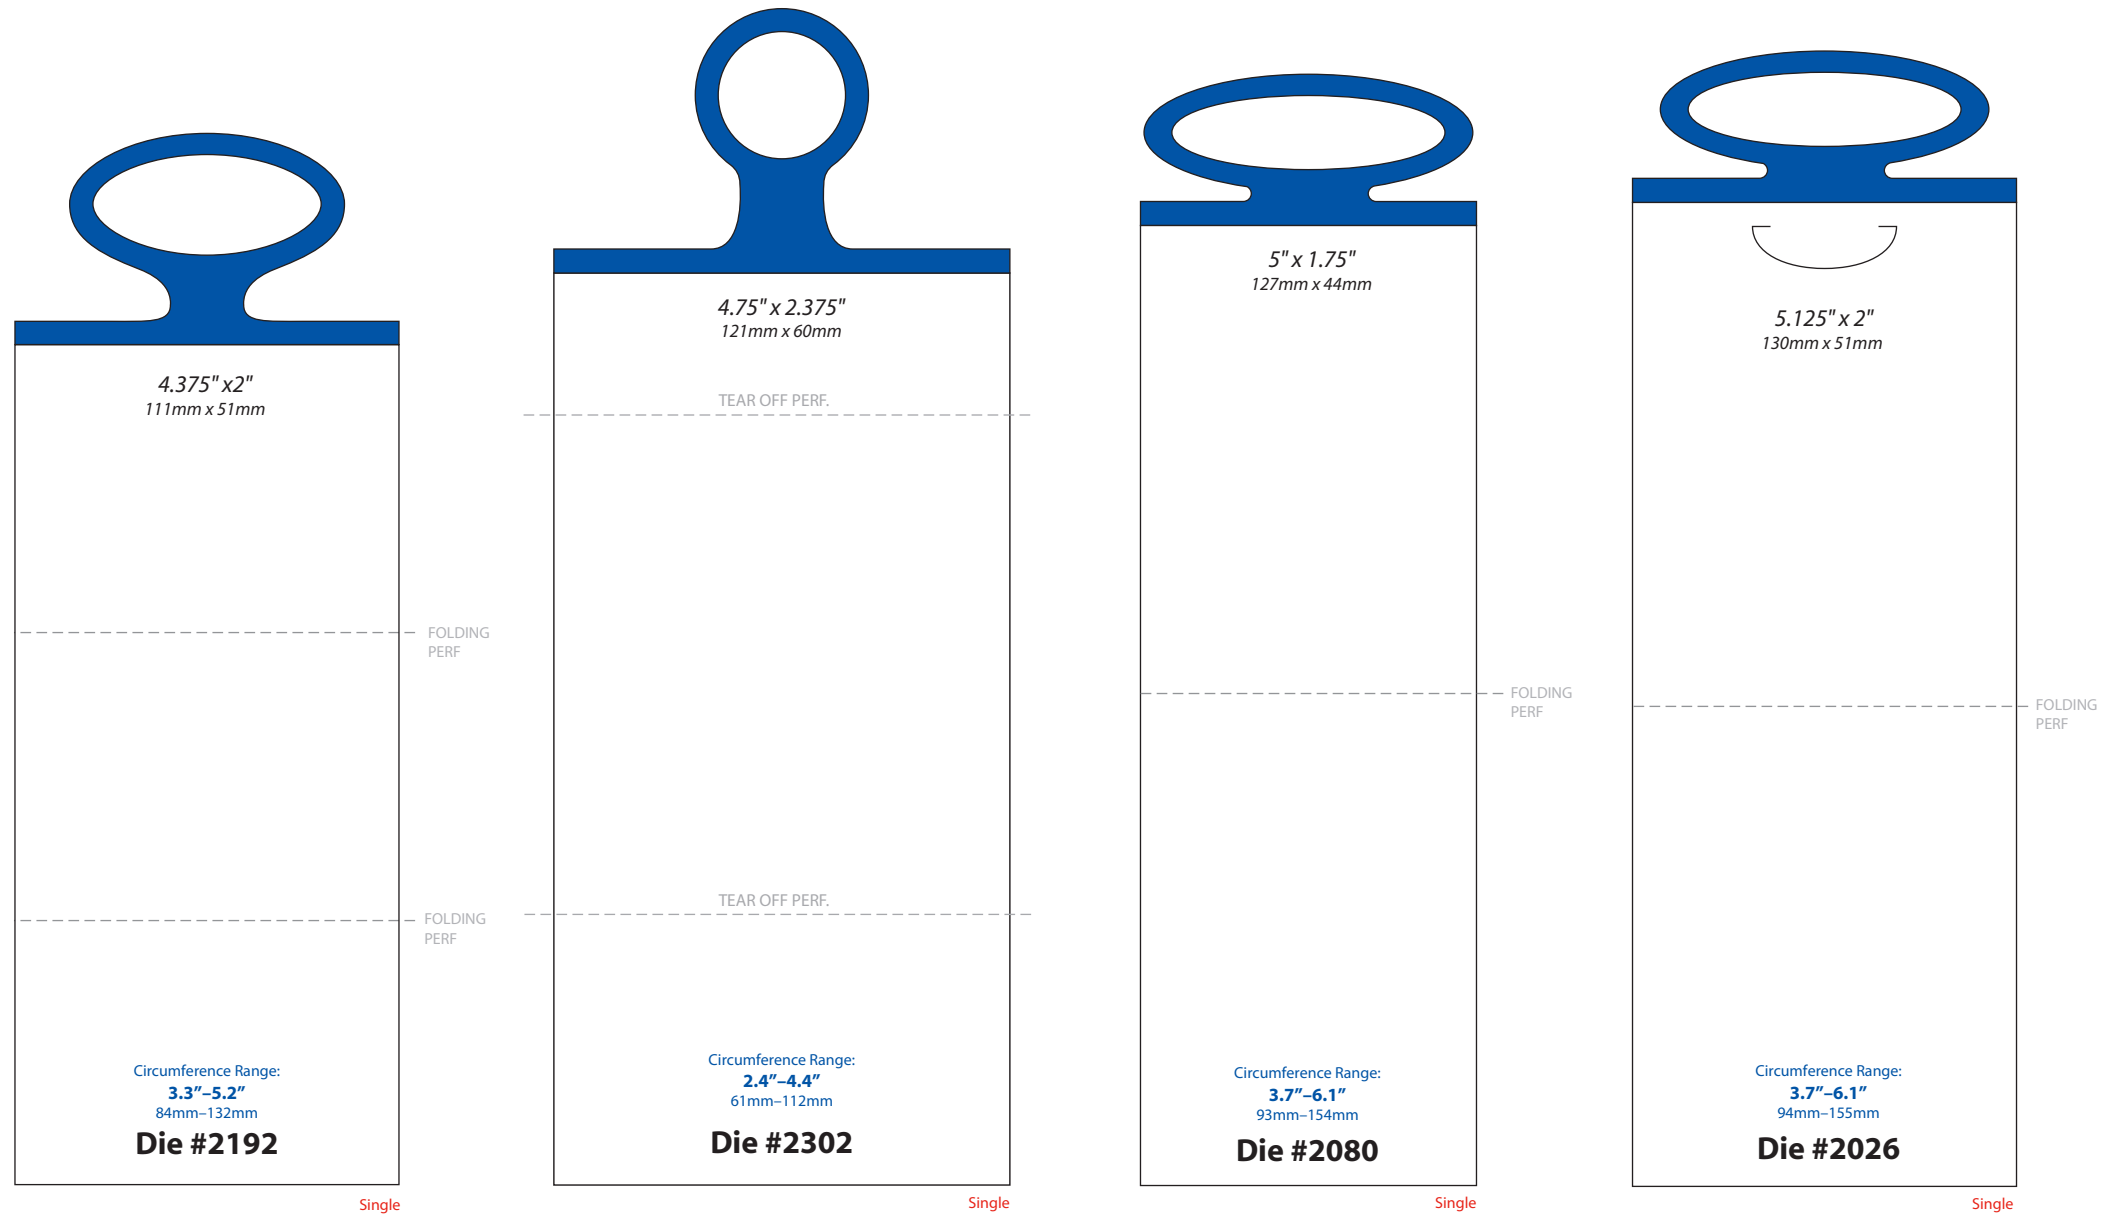 4.375" x2"
111mm x 51mm
FOLDING
PERF
FOLDING
PERF
Circumference Range:
3.3”–5.2”
84mm–132mm
Die #2192
Single
4.75" x 2.375"
121mm x 60mm
TEAR OFF PERF.
TEAR OFF PERF.
Circumference Range:
2.4”–4.4”
61mm–112mm
Die #2302
Single
5" x 1.75"
127mm x 44mm
FOLDING
PERF
Circumference Range:
3.7”–6.1”
93mm–154mm
Die #2080
Single
5.125" x 2"
130mm x 51mm
FOLDING
PERF
Circumference Range:
3.7”–6.1”
94mm–155mm
Die #2026
Single